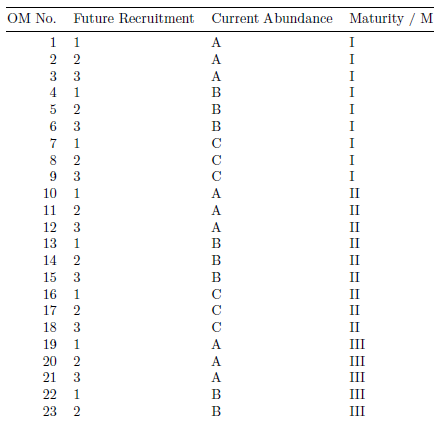 OM No. Future Recruitment Current Abundance Maturity / M
1 1 A I
2 2 A I
3 3 A I
4 1 B I
5 2 B I
6 3 B I
7 1 C I
8 2 C I
9 3 C I
10 1 A II
11 2 A II
12 3 A II
13 1 B II
14 2 B II
15 3 B II
16 1 C II
17 2 C II
18 3 C II
19 1 A III
20 2 A III
21 3 A III
22 1 B III
23 2 B III